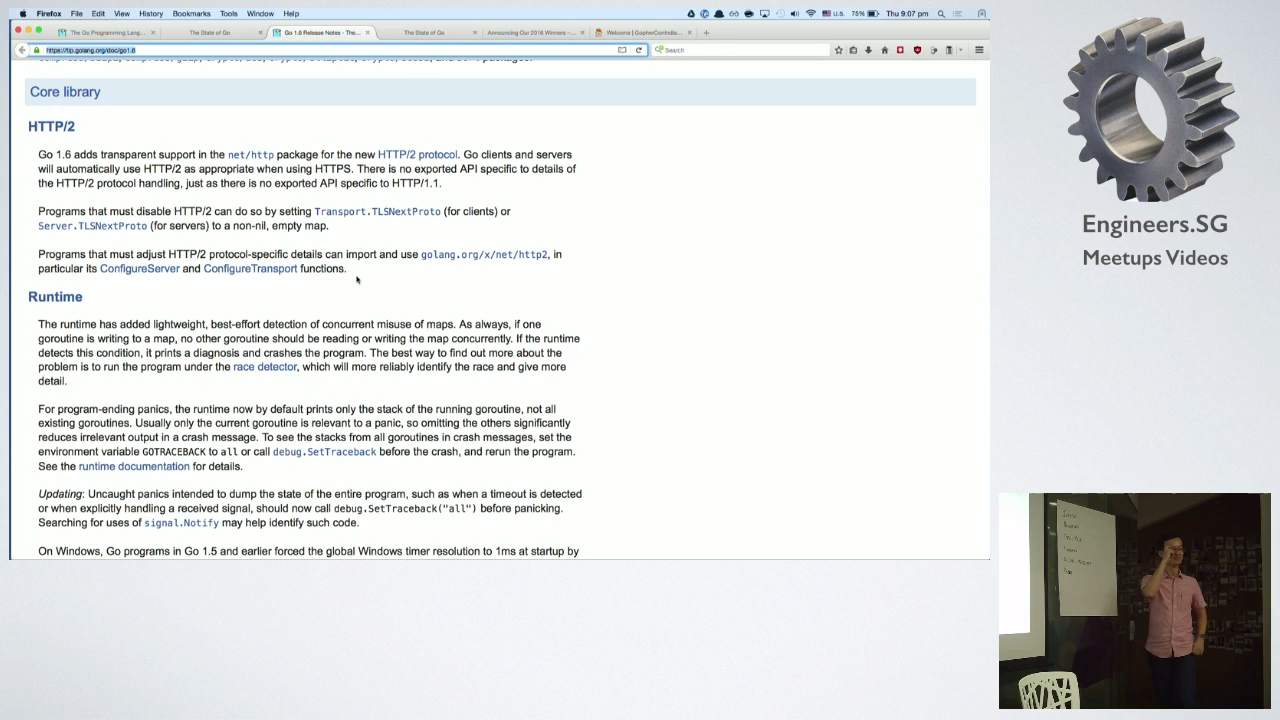 Firefox File Edit View History Bookmarks Tools Window Help
U.S. 75% Thu 9:07 pm
The Go Programming Lang...
The State of Go
Go 1.6 Release Notes - The...
The State of Go
Announcing Our 2016 Winners -...
Welcome | GopherConIndia...
https://tip.golang.org/doc/go1.6
Search
Core library
HTTP/2
Go 1.6 adds transparent support in the net/http package for the new HTTP/2 protocol. Go clients and servers
will automatically use HTTP/2 as appropriate when using HTTPS. There is no exported API specific to details of
the HTTP/2 protocol handling, just as there is no exported API specific to HTTP/1.1.
Programs that must disable HTTP/2 can do so by setting Transport.TLSNextProto (for clients) or
Server.TLSNextProto (for servers) to a non-nil, empty map.
Programs that must adjust HTTP/2 protocol-specific details can import and use golang.org/x/net/http2, in
particular its ConfigureServer and ConfigureTransport functions.
Runtime
The runtime has added lightweight, best-effort detection of concurrent misuse of maps. As always, if one
goroutine is writing to a map, no other goroutine should be reading or writing the map concurrently. If the runtime
detects this condition, it prints a diagnosis and crashes the program. The best way to find out more about the
problem is to run the program under the race detector, which will more reliably identify the race and give more
detail.
For program-ending panics, the runtime now by default prints only the stack of the running goroutine, not all
existing goroutines. Usually only the current goroutine is relevant to a panic, so omitting the others significantly
reduces irrelevant output in a crash message. To see the stacks from all goroutines in crash messages, set the
environment variable GOTRACEBACK to all or call debug.SetTraceback before the crash, and rerun the program.
See the runtime documentation for details.
Updating: Uncaught panics intended to dump the state of the entire program, such as when a timeout is detected
or when explicitly handling a received signal, should now call debug.SetTraceback("all") before panicking.
Searching for uses of signal.Notify may help identify such code.
On Windows, Go programs in Go 1.5 and earlier forced the global Windows timer resolution to 1ms at startup by
Engineers.SG
Meetups Videos